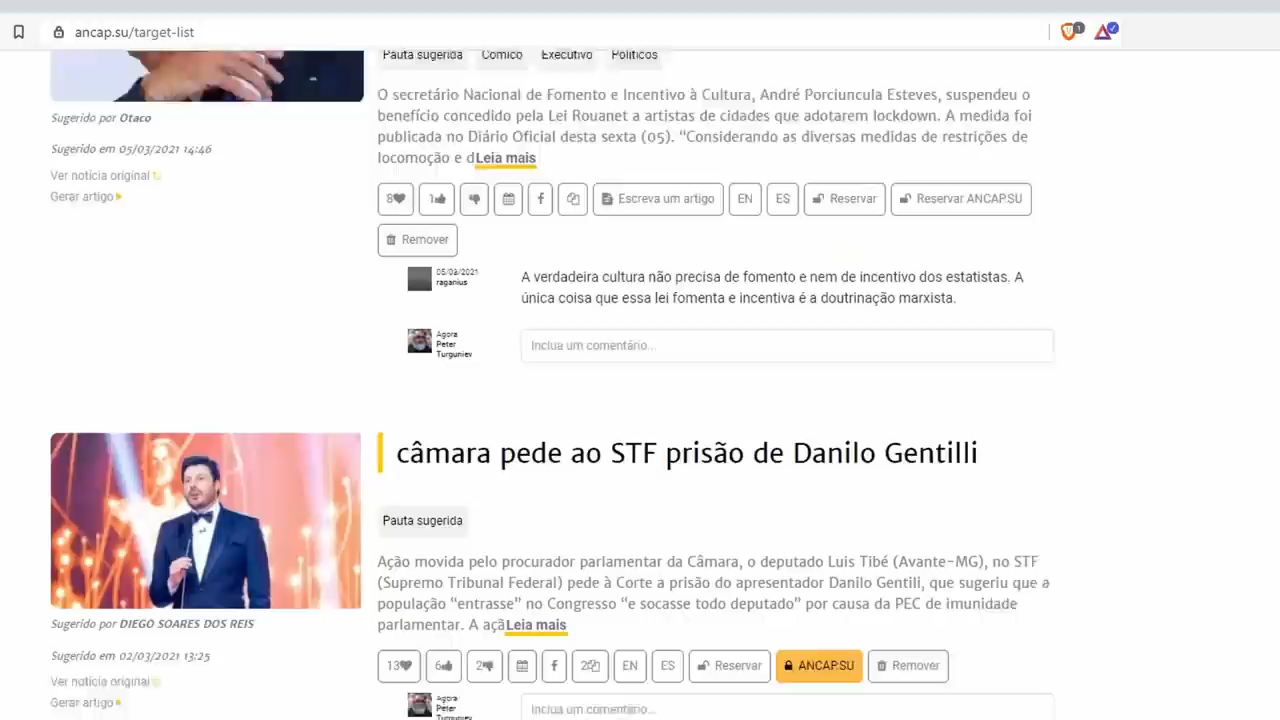 ancap.su/target-list
1
Pauta sugerida Cômico Executivo Políticos
O secretário Nacional de Fomento e Incentivo à Cultura, André Porciuncula Esteves, suspendeu o
benefício concedido pela Lei Rouanet a artistas de cidades que adotarem lockdown. A medida foi
publicada no Diário Oficial desta sexta (05). “Considerando as diversas medidas de restrições de
locomoção e dLeia mais
Sugerido por Otaco
Sugerido em 05/03/2021 14:46
Ver notícia original
Gerar artigo
8 1 Escreva um artigo EN ES Reservar Reservar ANCAP.SU
Remover
05/03/2021
raganius
A verdadeira cultura não precisa de fomento e nem de incentivo dos estatistas. A
única coisa que essa lei fomenta e incentiva é a doutrinação marxista.
Agora
Peter
Turguniev
Inclua um comentário...
câmara pede ao STF prisão de Danilo Gentilli
Pauta sugerida
Ação movida pelo procurador parlamentar da Câmara, o deputado Luis Tibé (Avante-MG), no STF
(Supremo Tribunal Federal) pede à Corte a prisão do apresentador Danilo Gentili, que sugeriu que a
população “entrasse” no Congresso “e socasse todo deputado” por causa da PEC de imunidade
parlamentar. A açãLeia mais
Sugerido por DIEGO SOARES DOS REIS
Sugerido em 02/03/2021 13:25
Ver notícia original
Gerar artigo
13 6 2 2 EN ES Reservar ANCAP.SU Remover
Agora
Peter
Turguniev
Inclua um comentário...